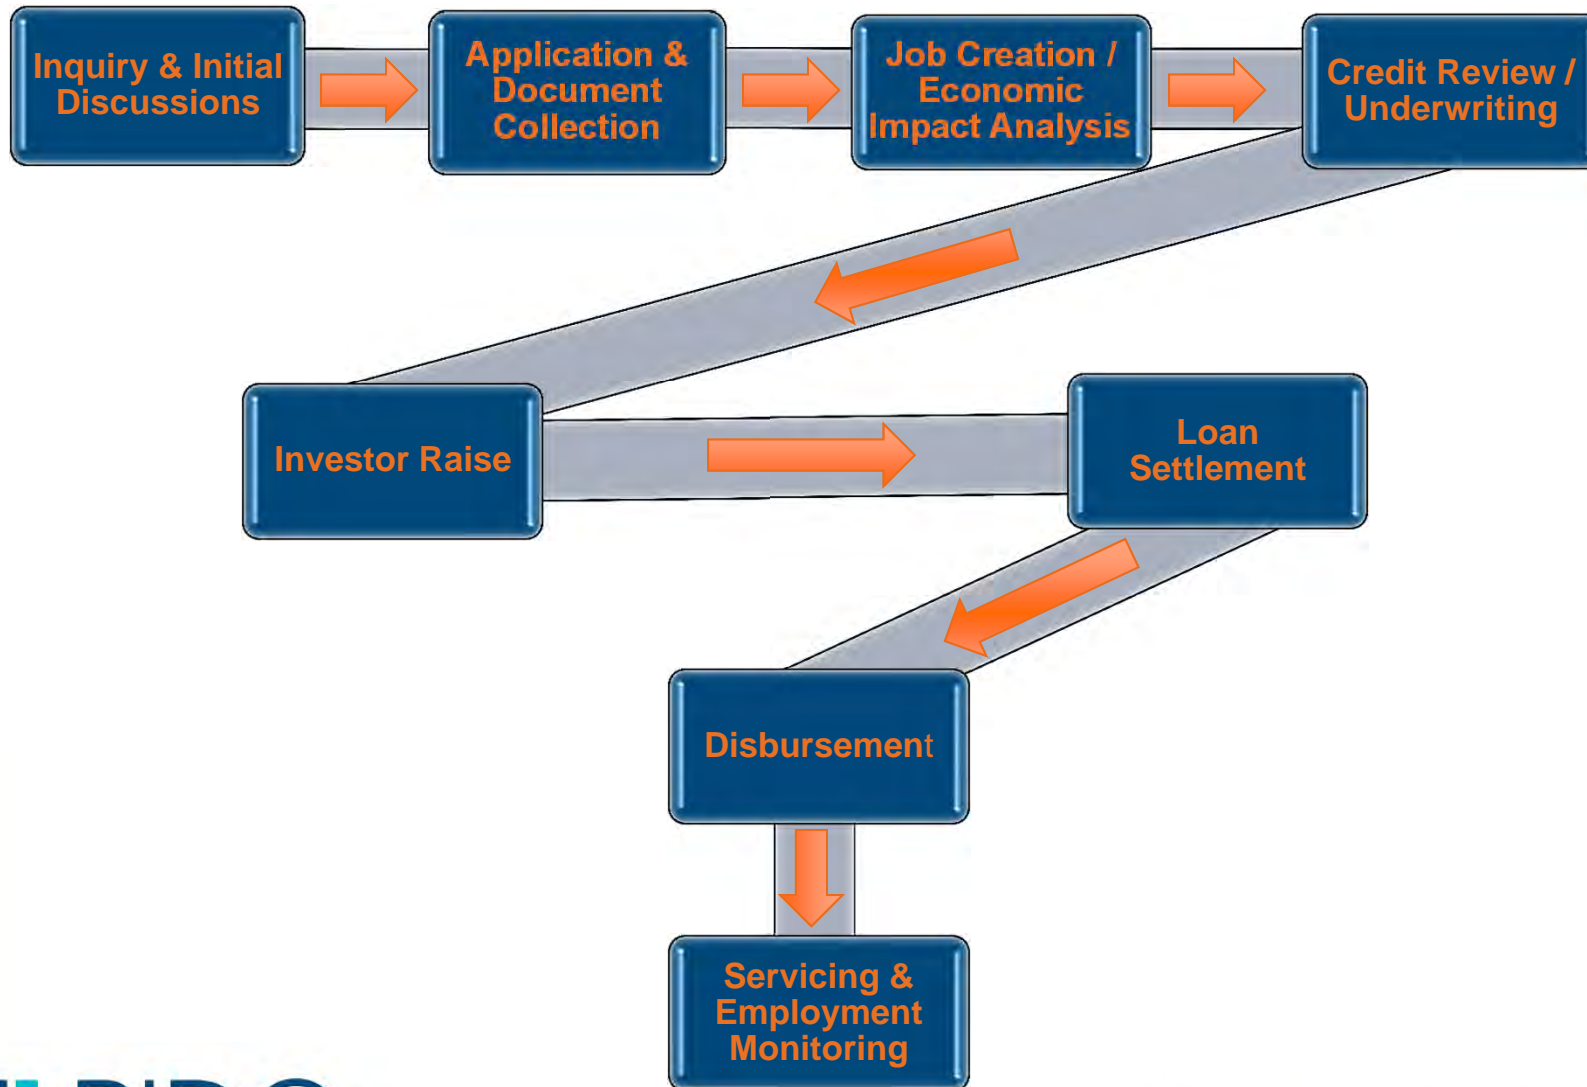 Inquiry & Initial
Discussions
Application &
Document
Collection
Job Creation /
Economic
Impact Analysis
Credit Review /
Underwriting
Investor Raise
Loan
Settlement
Disbursement
Servicing &
Employment
Monitoring